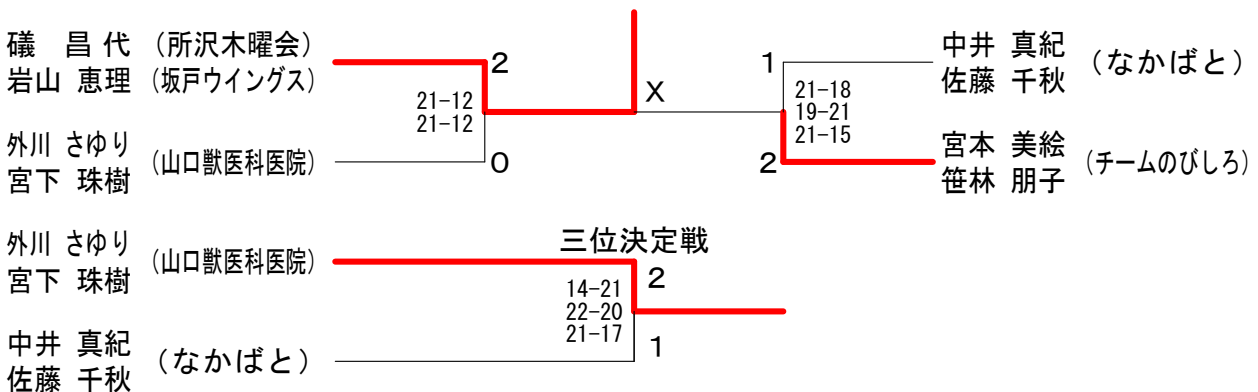 礒 昌代 (所沢木曜会)
岩山 恵理 (坂戸ウイングス)
2
21-12
21-12
外川 さゆり
宮下 珠樹
(山口獣医科医院)
0
X
1
中井 真紀
佐藤 千秋
(なかばと)
21-18
19-21
21-15
2
宮本 美絵
笹林 朋子
(チームのびしろ)
三位決定戦
外川 さゆり
宮下 珠樹
(山口獣医科医院)
2
14-21
22-20
21-17
1
中井 真紀
佐藤 千秋
(なかばと)